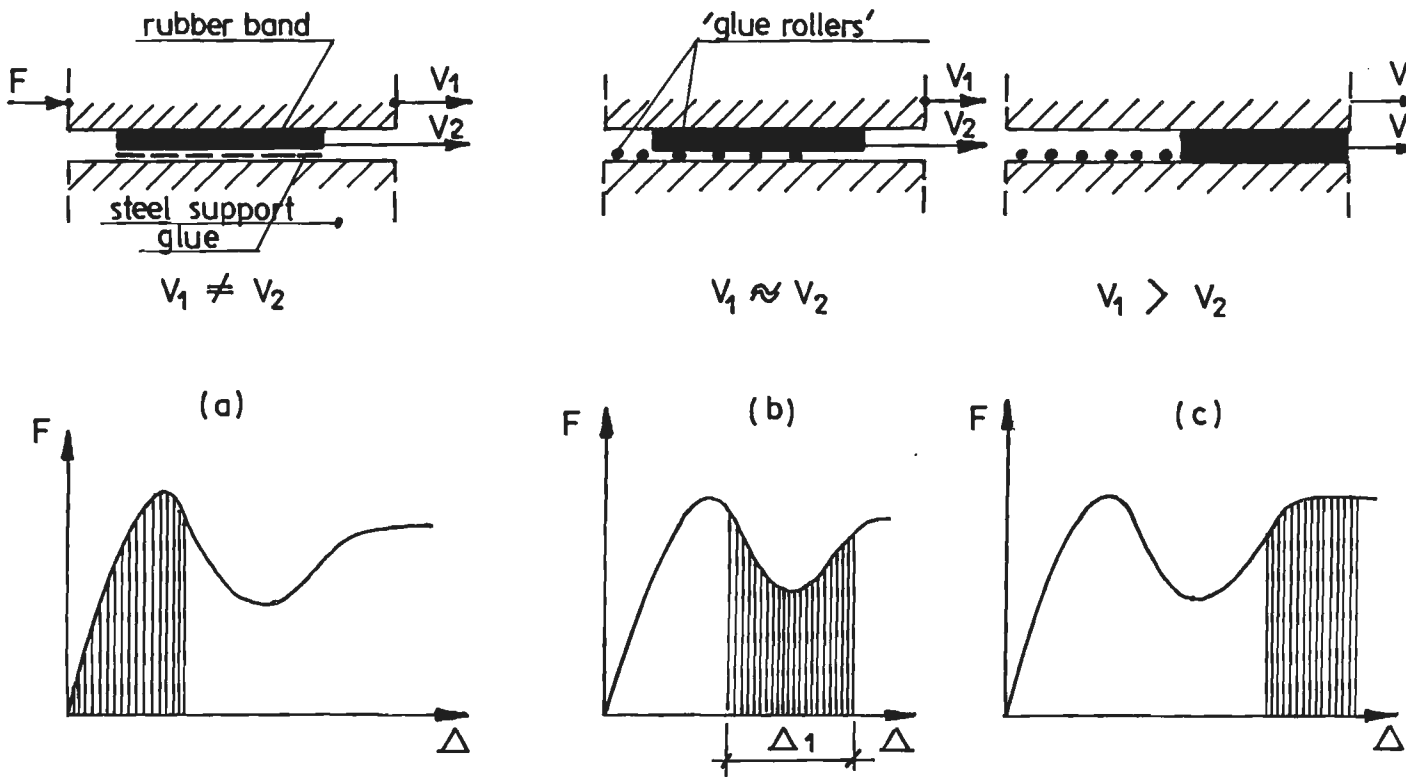 rubber band
'glue rollers'
F
V1
V2
V1
V2
V
V
steel support
glue
V1 ≠ V2
V1 ≈ V2
V1 > V2
(a)
(b)
(c)
F
F
F
Δ
Δ1
Δ
Δ